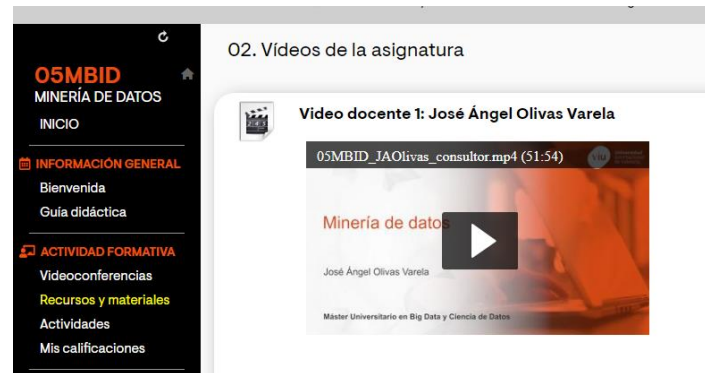 02. Vídeos de la asignatura
05MBID
MINERÍA DE DATOS
INICIO
INFORMACIÓN GENERAL
Bienvenida
Guía didáctica
ACTIVIDAD FORMATIVA
Videoconferencias
Recursos y materiales
Actividades
Mis calificaciones
Video docente 1: José Ángel Olivas Varela
05MBID_JAOlivas_consultor.mp4 (51:54)
viu
Minería de datos
José Ángel Olivas Varela
Máster Universitario en Big Data y Ciencia de Datos